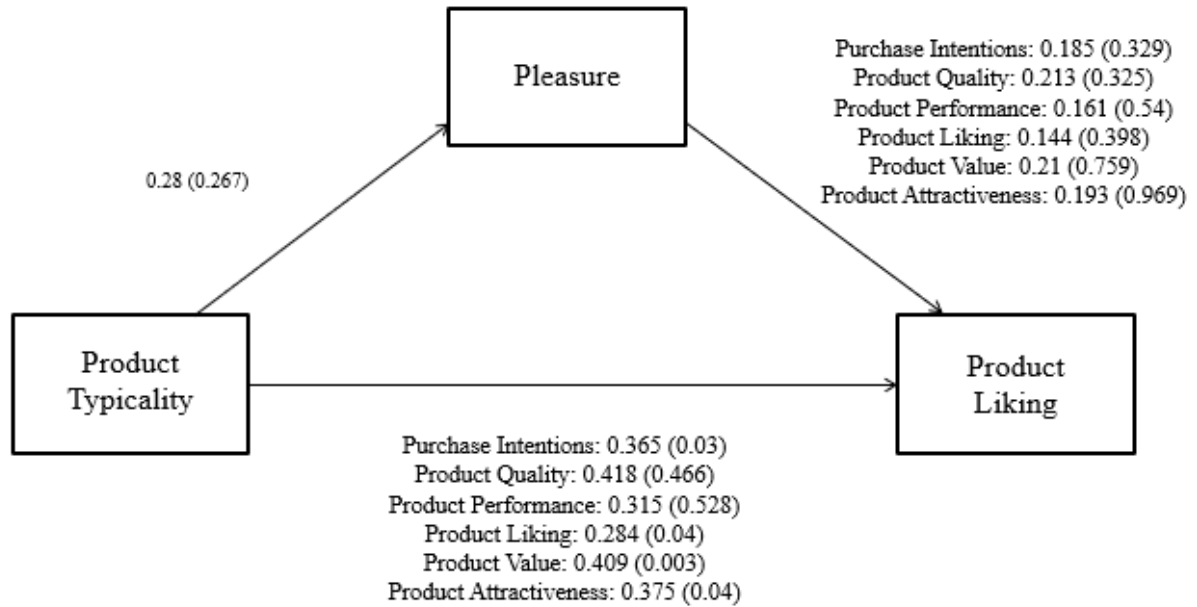 Pleasure
Purchase Intentions: 0.185 (0.329)
Product Quality: 0.213 (0.325)
Product Performance: 0.161 (0.54)
Product Liking: 0.144 (0.398)
Product Value: 0.21 (0.759)
Product Attractiveness: 0.193 (0.969)
0.28 (0.267)
Product
Typicality
Product
Liking
Purchase Intentions: 0.365 (0.03)
Product Quality: 0.418 (0.466)
Product Performance: 0.315 (0.528)
Product Liking: 0.284 (0.04)
Product Value: 0.409 (0.003)
Product Attractiveness: 0.375 (0.04)